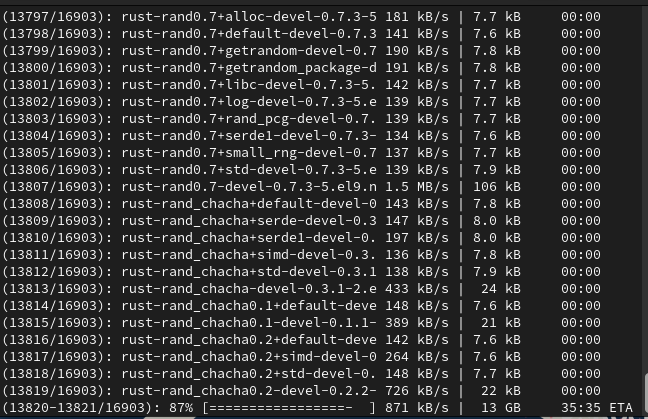 (13797/16903): rust-rand0.7+alloc-devel-0.7.3-5 181 kB/s | 7.7 kB 00:00
(13798/16903): rust-rand0.7+default-devel-0.7.3 141 kB/s | 7.6 kB 00:00
(13799/16903): rust-rand0.7+getrandom-devel-0.7 190 kB/s | 7.8 kB 00:00
(13800/16903): rust-rand0.7+getrandom_package-d 191 kB/s | 7.8 kB 00:00
(13801/16903): rust-rand0.7+libc-devel-0.7.3-5. 142 kB/s | 7.7 kB 00:00
(13802/16903): rust-rand0.7+log-devel-0.7.3-5.e 139 kB/s | 7.7 kB 00:00
(13803/16903): rust-rand0.7+rand_pcg-devel-0.7. 139 kB/s | 7.7 kB 00:00
(13804/16903): rust-rand0.7+serde1-devel-0.7.3- 134 kB/s | 7.6 kB 00:00
(13805/16903): rust-rand0.7+small_rng-devel-0.7 137 kB/s | 7.7 kB 00:00
(13806/16903): rust-rand0.7+std-devel-0.7.3-5.e 139 kB/s | 7.9 kB 00:00
(13807/16903): rust-rand0.7-devel-0.7.3-5.el9.n 1.5 MB/s | 106 kB 00:00
(13808/16903): rust-rand_chacha+default-devel-0 143 kB/s | 7.8 kB 00:00
(13809/16903): rust-rand_chacha+serde-devel-0.3 147 kB/s | 8.0 kB 00:00
(13810/16903): rust-rand_chacha+serde1-devel-0. 197 kB/s | 8.0 kB 00:00
(13811/16903): rust-rand_chacha+simd-devel-0.3. 136 kB/s | 7.8 kB 00:00
(13812/16903): rust-rand_chacha+std-devel-0.3.1 138 kB/s | 7.9 kB 00:00
(13813/16903): rust-rand_chacha-devel-0.3.1-2.e 433 kB/s | 24 kB 00:00
(13814/16903): rust-rand_chacha0.1+default-deve 148 kB/s | 7.6 kB 00:00
(13815/16903): rust-rand_chacha0.1-devel-0.1.1- 389 kB/s | 21 kB 00:00
(13816/16903): rust-rand_chacha0.2+default-deve 142 kB/s | 7.6 kB 00:00
(13817/16903): rust-rand_chacha0.2+simd-devel-0 264 kB/s | 7.6 kB 00:00
(13818/16903): rust-rand_chacha0.2+std-devel-0. 148 kB/s | 7.7 kB 00:00
(13819/16903): rust-rand_chacha0.2-devel-0.2.2- 726 kB/s | 22 kB 00:00
(13820-13821/16903): 87% [=================-  ] 871 kB/s | 13 GB 35:35 ETA